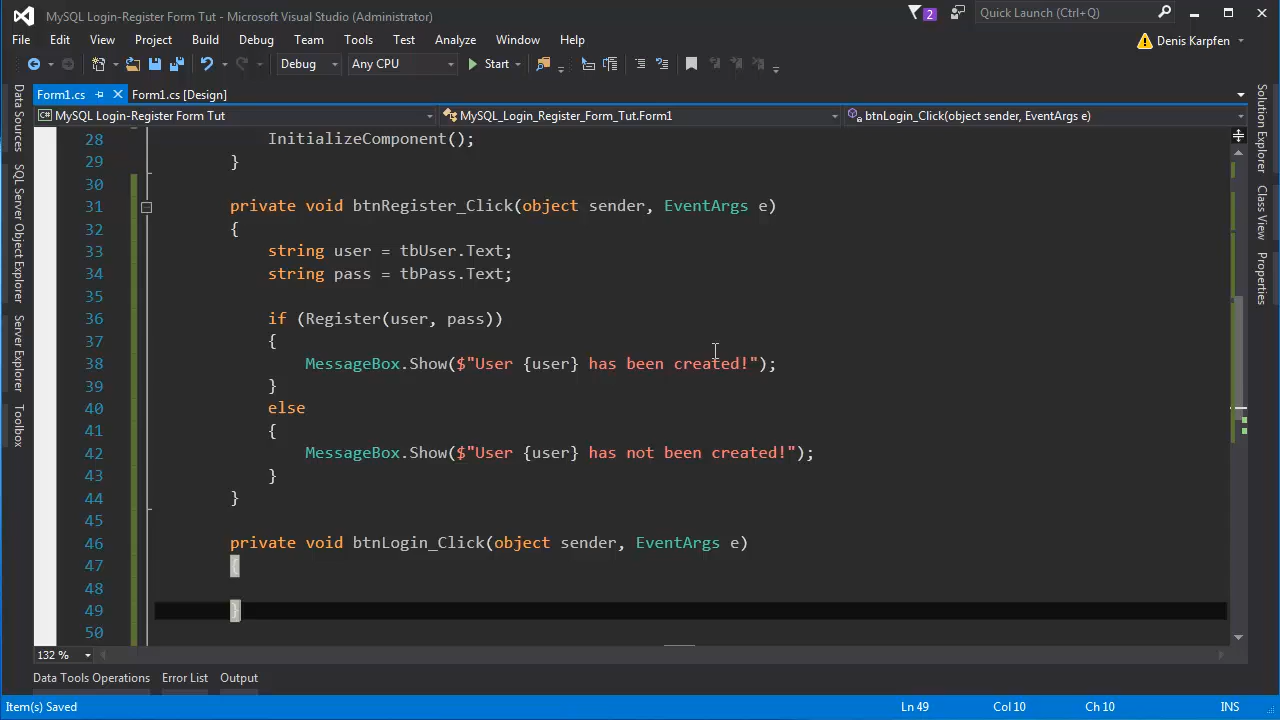 MySQL Login-Register Form Tut - Microsoft Visual Studio (Administrator)
2
Quick Launch (Ctrl+Q)
File Edit View Project Build Debug Team Tools Test Analyze Window Help
Denis Karpfen
Debug Any CPU Start
Form1.cs Form1.cs [Design]
MySQL Login-Register Form Tut MySQL_Login_Register_Form_Tut.Form1 btnLogin_Click(object sender, EventArgs e)
Data Sources
SQL Server Object Explorer
Server Explorer
Toolbox
28 InitializeComponent();
29 }
30
31 private void btnRegister_Click(object sender, EventArgs e)
32 {
33 string user = tbUser.Text;
34 string pass = tbPass.Text;
35
36 if (Register(user, pass))
37 {
38 MessageBox.Show($"User {user} has been created!");
39 }
40 else
41 {
42 MessageBox.Show($"User {user} has not been created!");
43 }
44 }
45
46 private void btnLogin_Click(object sender, EventArgs e)
47 {
48
49 }
50
Solution Explorer
Class View
Properties
132 %
Data Tools Operations Error List Output
Item(s) Saved Ln 49 Col 10 Ch 10 INS